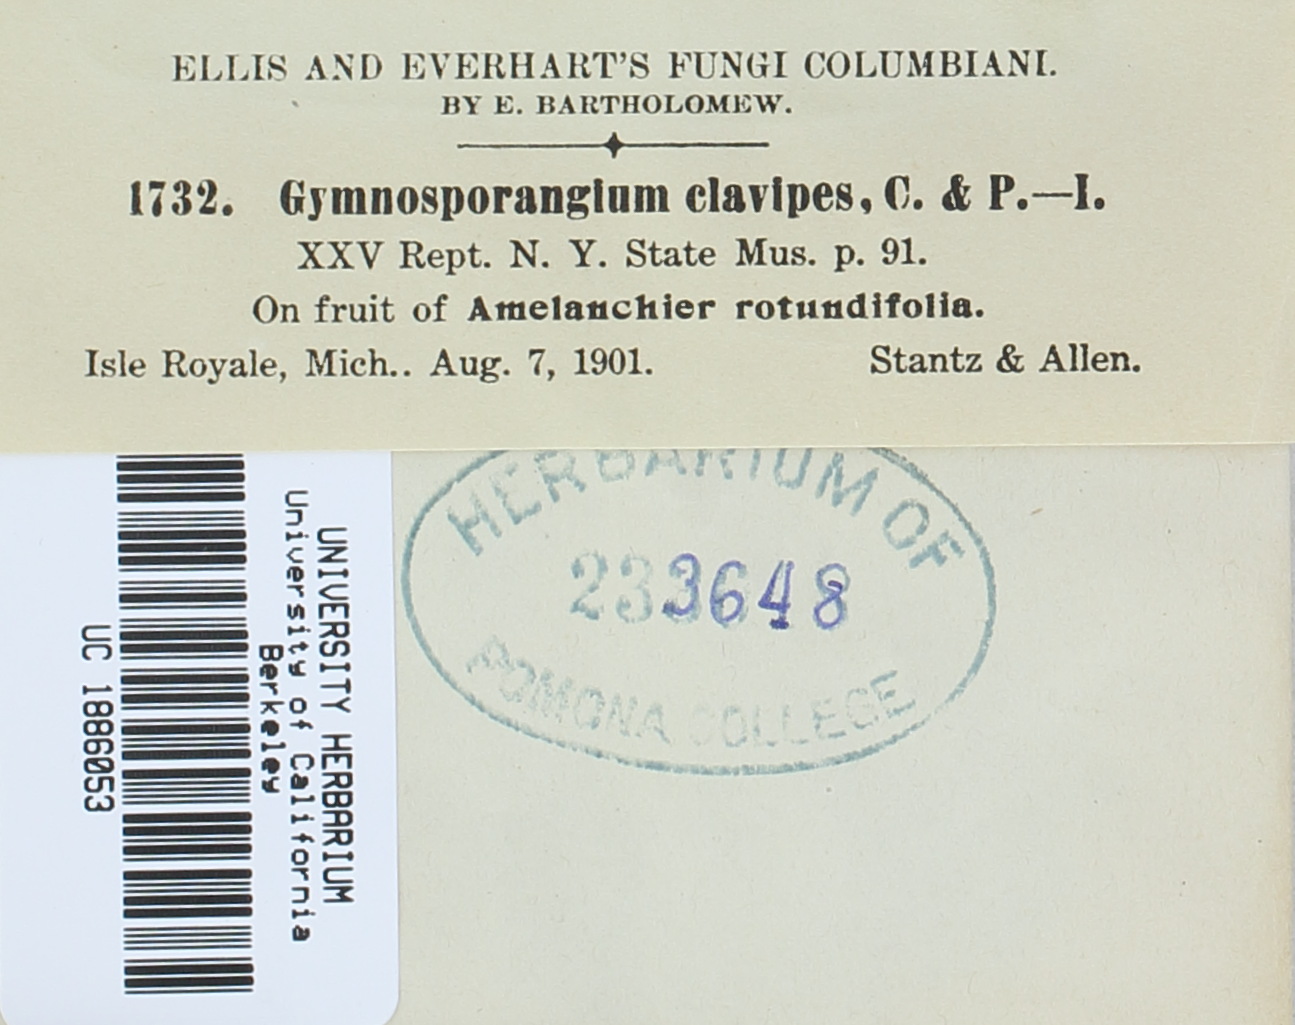 ELLIS AND EVERHART'S FUNGI COLUMBIANI.
BY E. BARTHOLOMEW.
1732. Gymnosporangium clavipes, C. & P.—I.
XXV Rept. N. Y. State Mus. p. 91.
On fruit of Amelanchier rotundifolia.
Isle Royale, Mich.. Aug. 7, 1901. Stantz & Allen.
UNIVERSITY HERBARIUM
University of California
Berkeley
UC 1886053
HERBARIUM OF
233648
POMONA COLLEGE